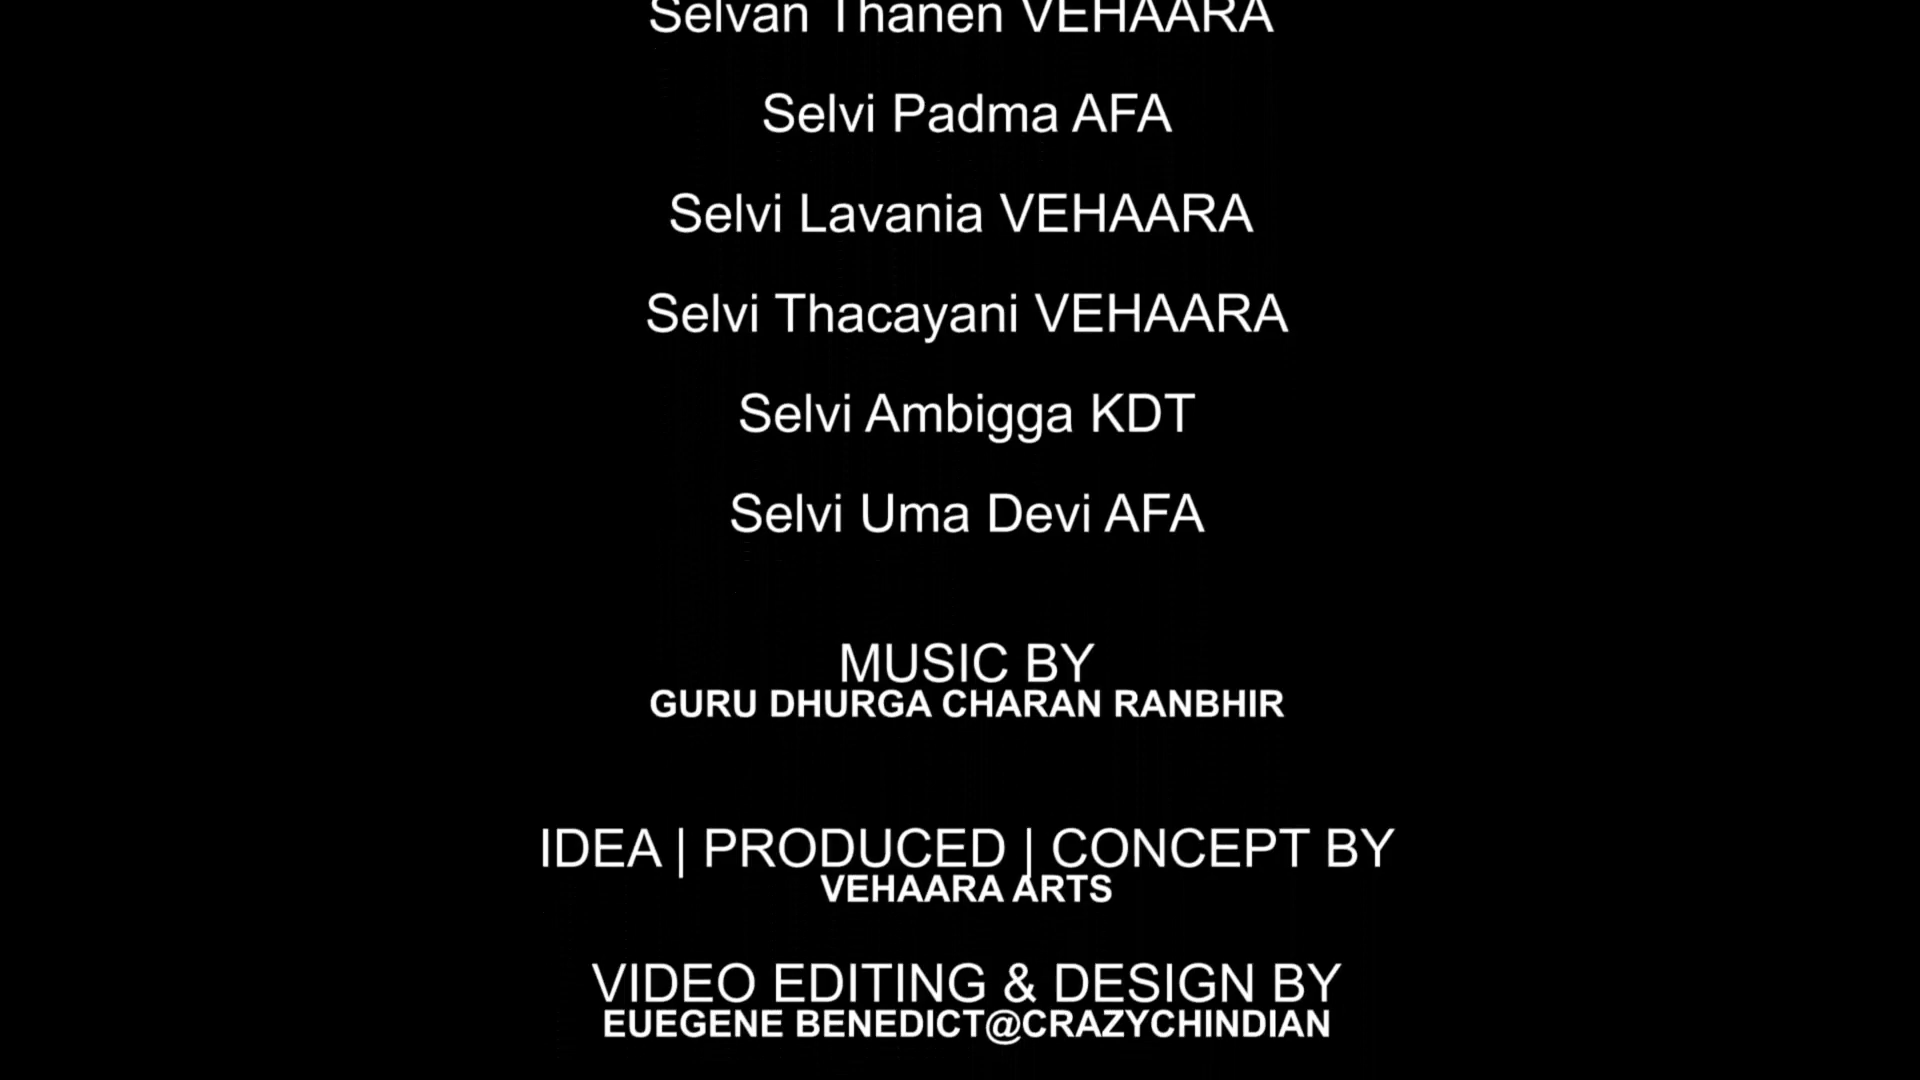 Selvan Thanen VEHAARA
Selvi Padma AFA
Selvi Lavania VEHAARA
Selvi Thacayani VEHAARA
Selvi Ambigga KDT
Selvi Uma Devi AFA
MUSIC BY
GURU DHURGA CHARAN RANBHIR
IDEA | PRODUCED | CONCEPT BY
VEHAARA ARTS
VIDEO EDITING & DESIGN BY
EUEGENE BENEDICT@CRAZYCHINDIAN